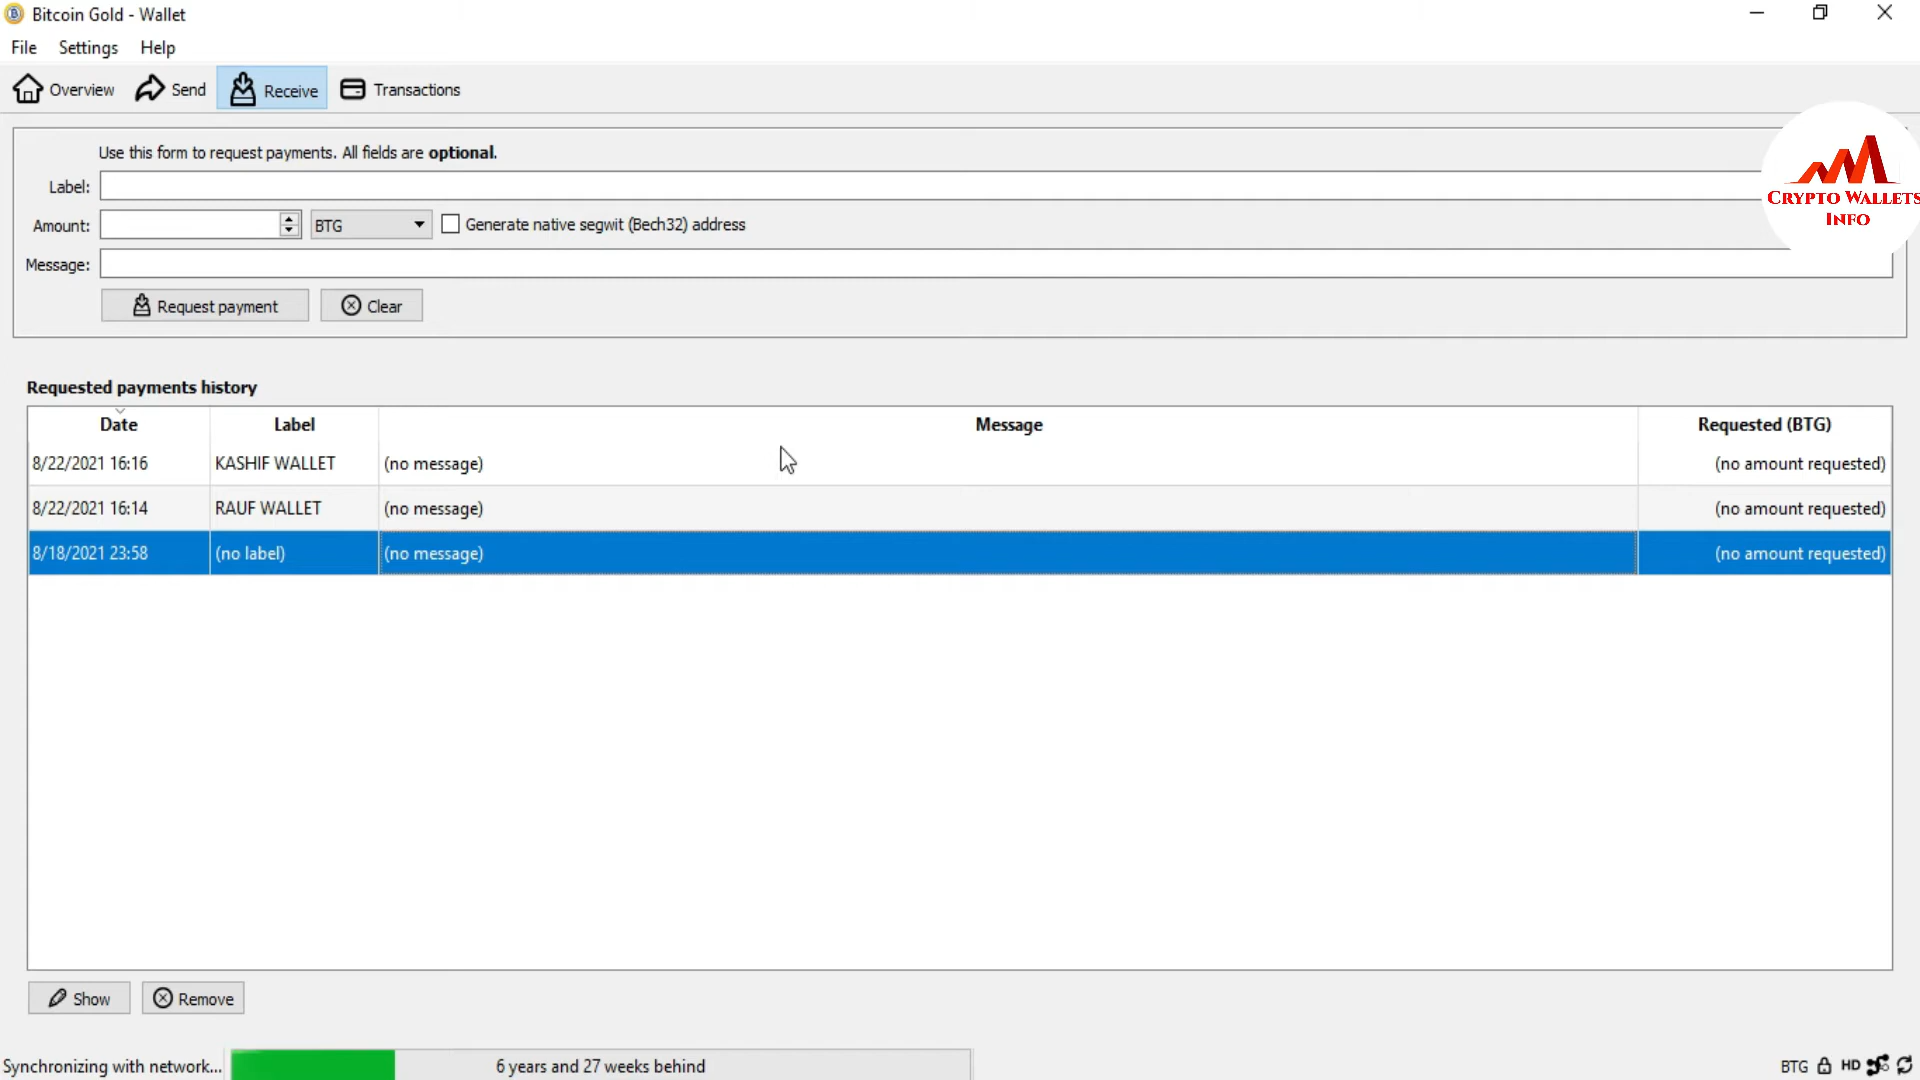 Bitcoin Gold - Wallet
File Settings Help
Overview Send Receive Transactions
Use this form to request payments. All fields are optional.
Label:
Amount: BTG Generate native segwit (Bech32) address
Message:
Request payment Clear
CRYPTO WALLETS
INFO
Requested payments history
Date Label Message Requested (BTG)
8/22/2021 16:16 KASHIF WALLET (no message) (no amount requested)
8/22/2021 16:14 RAUF WALLET (no message) (no amount requested)
8/18/2021 23:58 (no label) (no message) (no amount requested)
Show Remove
Synchronizing with network... 6 years and 27 weeks behind BTG HD